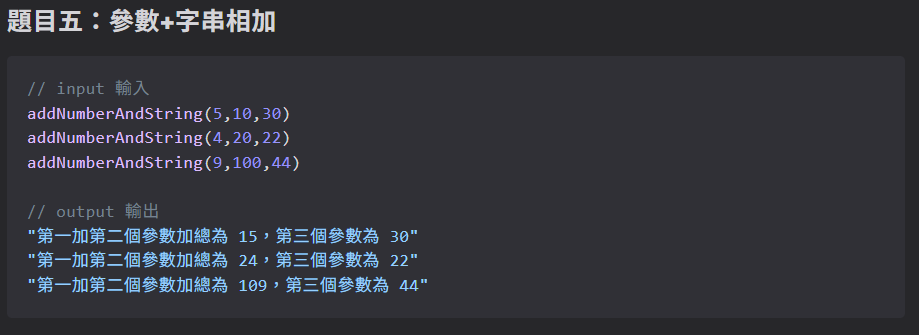 題目五：參數+字串相加
// input 輸入
addNumberAndString(5,10,30)
addNumberAndString(4,20,22)
addNumberAndString(9,100,44)
// output 輸出
"第一加第二個參數加總為 15，第三個參數為 30"
"第一加第二個參數加總為 24，第三個參數為 22"
"第一加第二個參數加總為 109，第三個參數為 44"